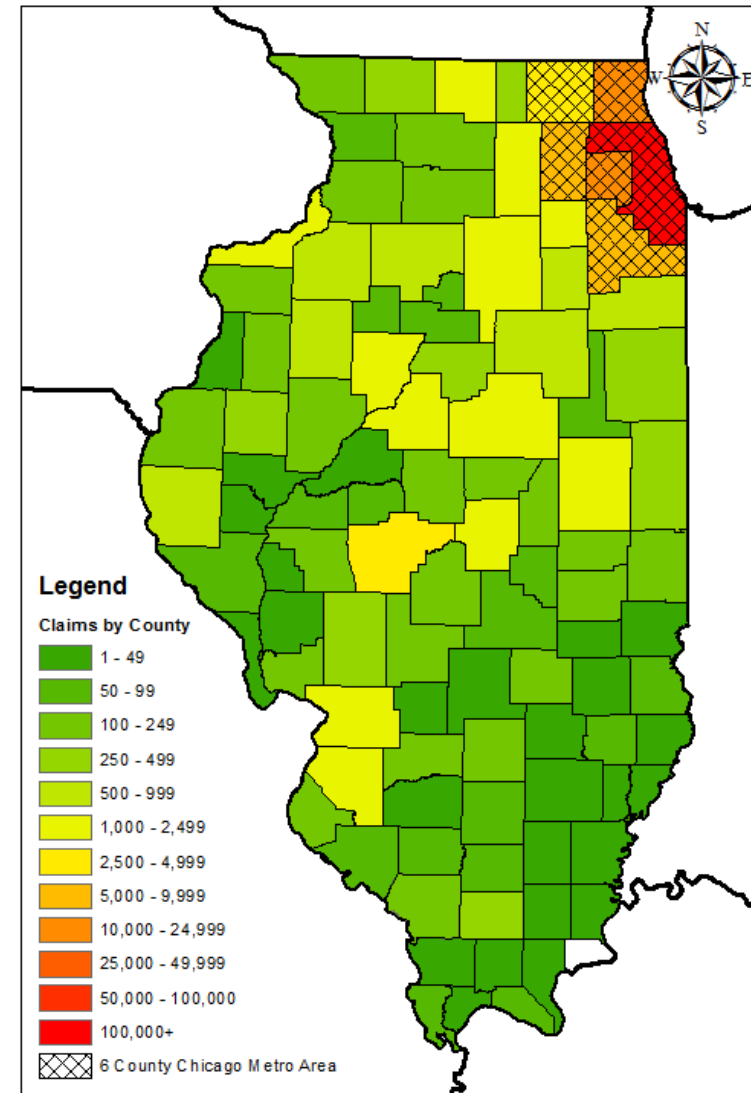 N
W E
S
Legend
Claims by County
1 - 49
50 - 99
100 - 249
250 - 499
500 - 999
1,000 - 2,499
2,500 - 4,999
5,000 - 9,999
10,000 - 24,999
25,000 - 49,999
50,000 - 100,000
100,000+
6 County Chicago Metro Area